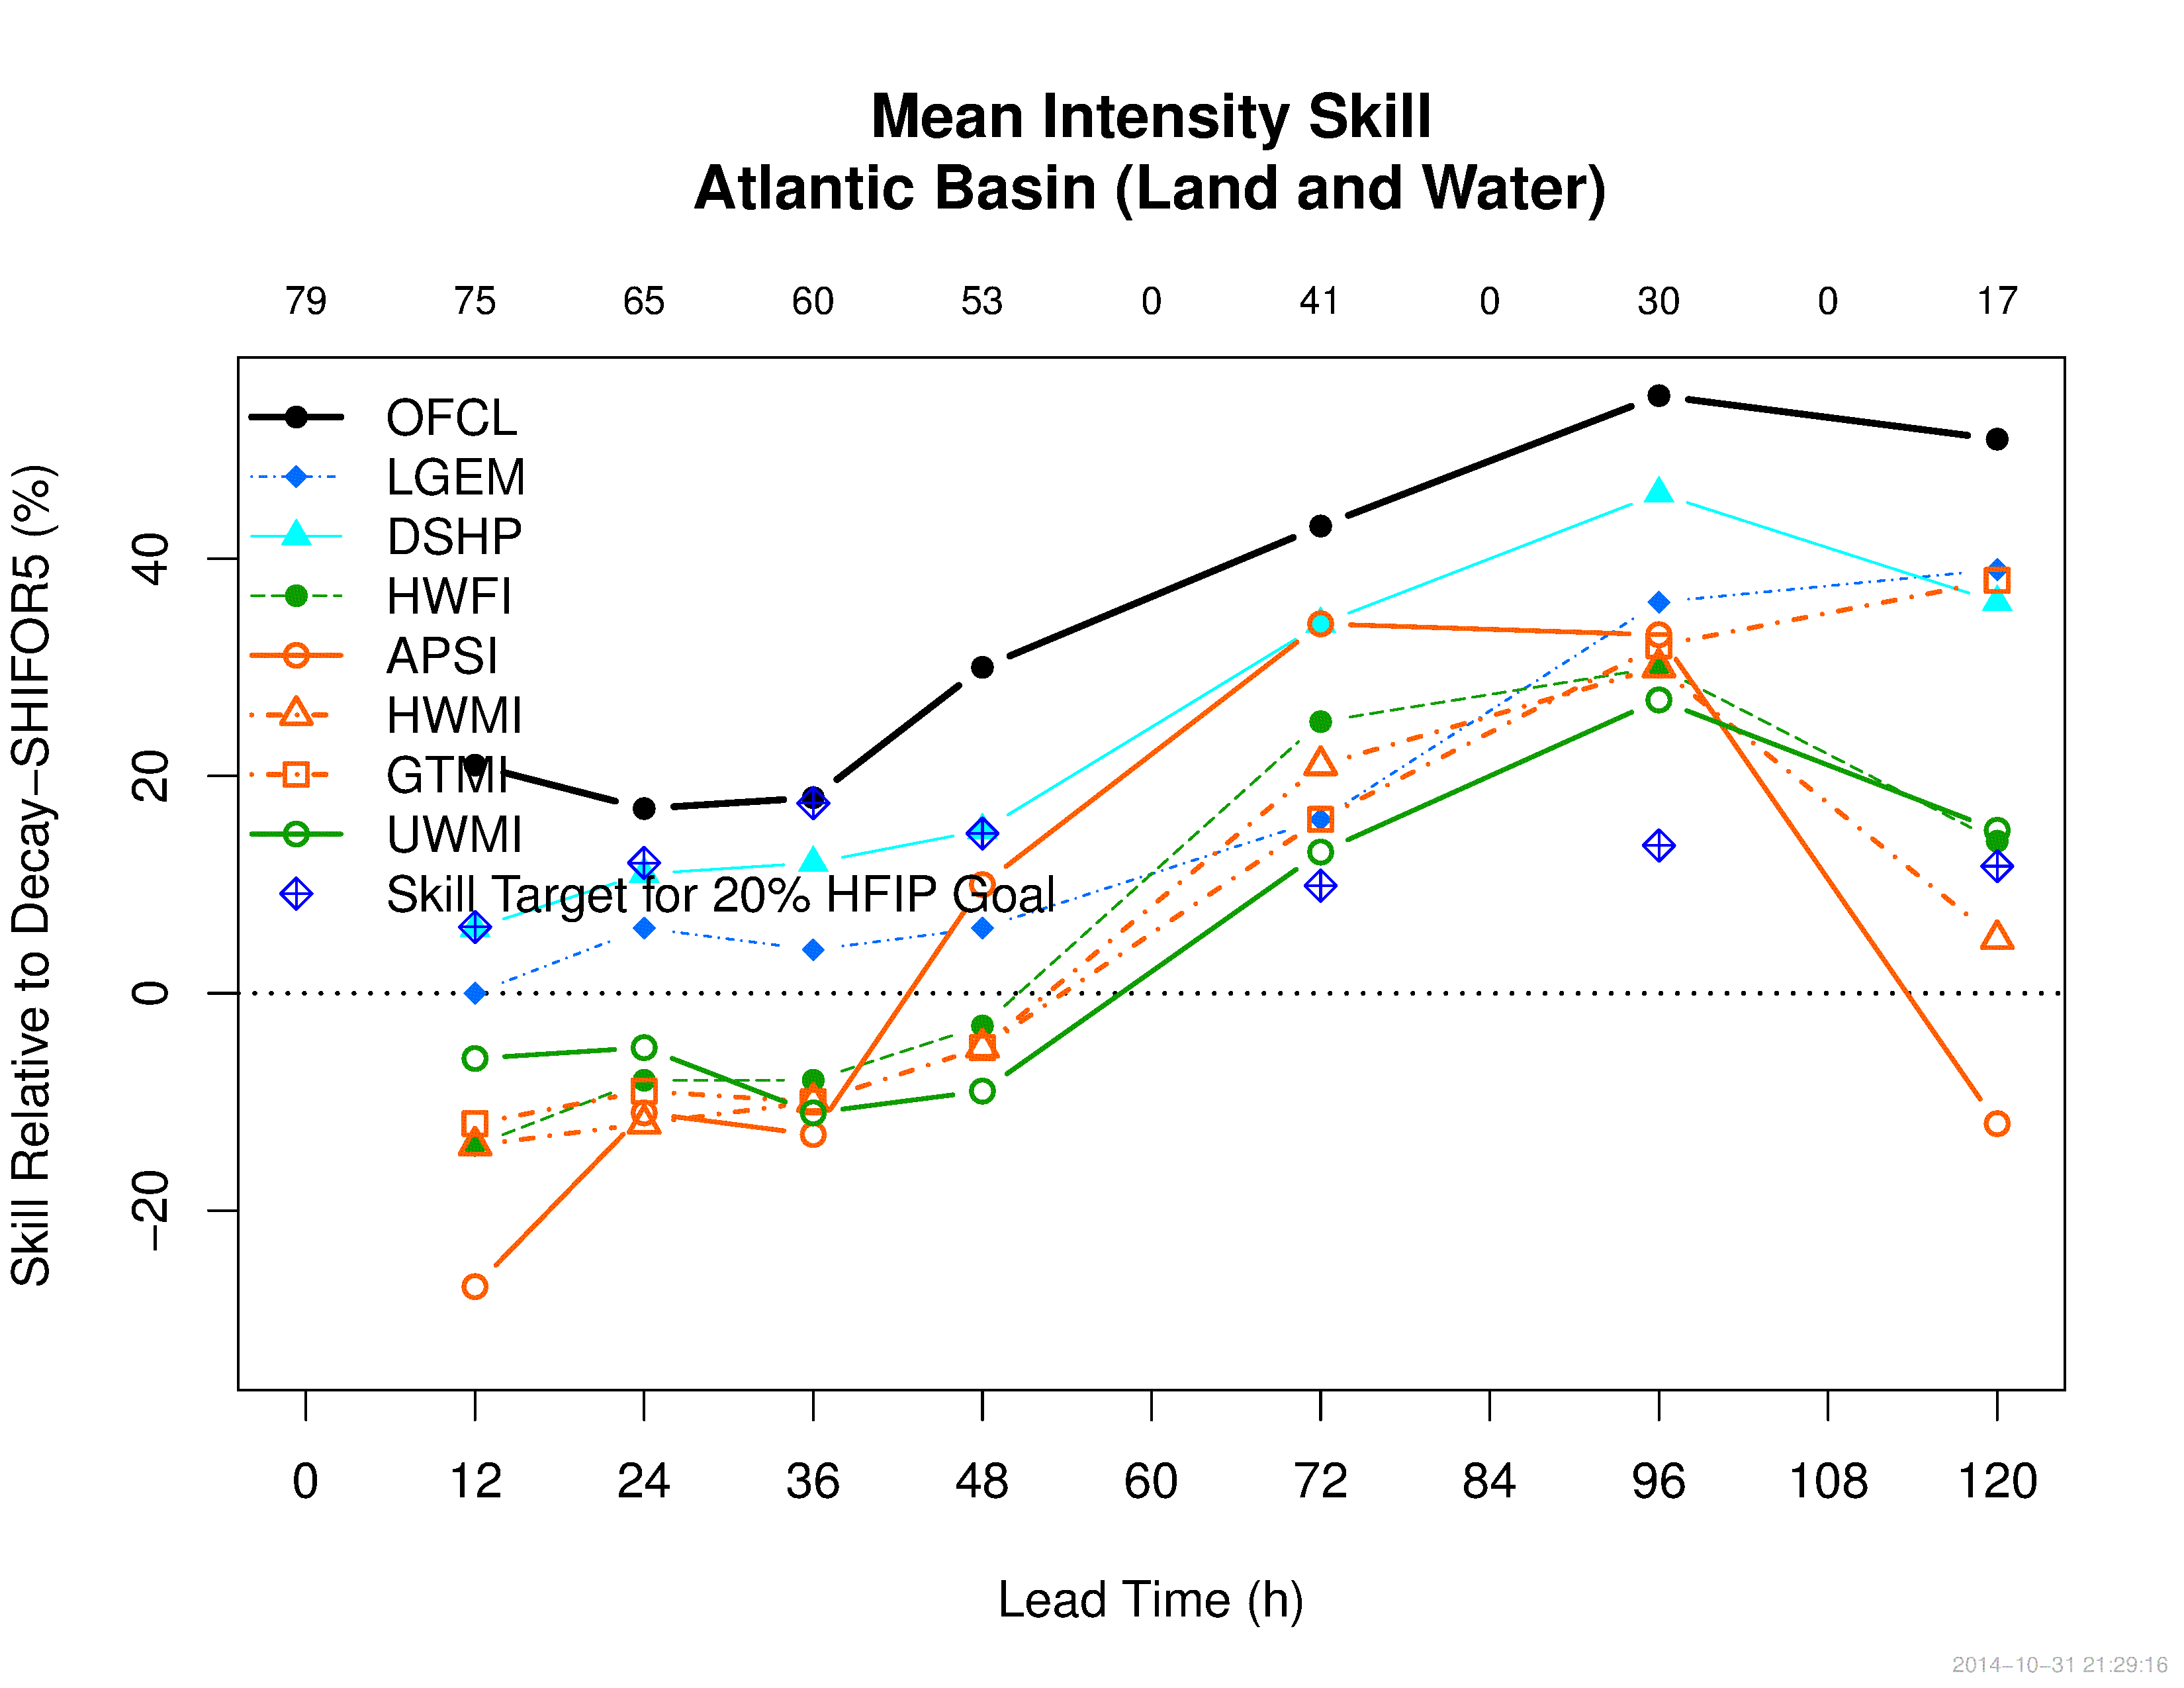 Mean Intensity Skill
Atlantic Basin (Land and Water)
79 75 65 60 53 0 41 0 30 0 17
OFCL
LGEM
DSHP
HWFI
APSI
HWMI
GTMI
UWMI
Skill Target for 20% HFIP Goal
Skill Relative to Decay−SHIFOR5 (%)
40
20
0
−20
0 12 24 36 48 60 72 84 96 108 120
Lead Time (h)
2014−10−31 21:29:16